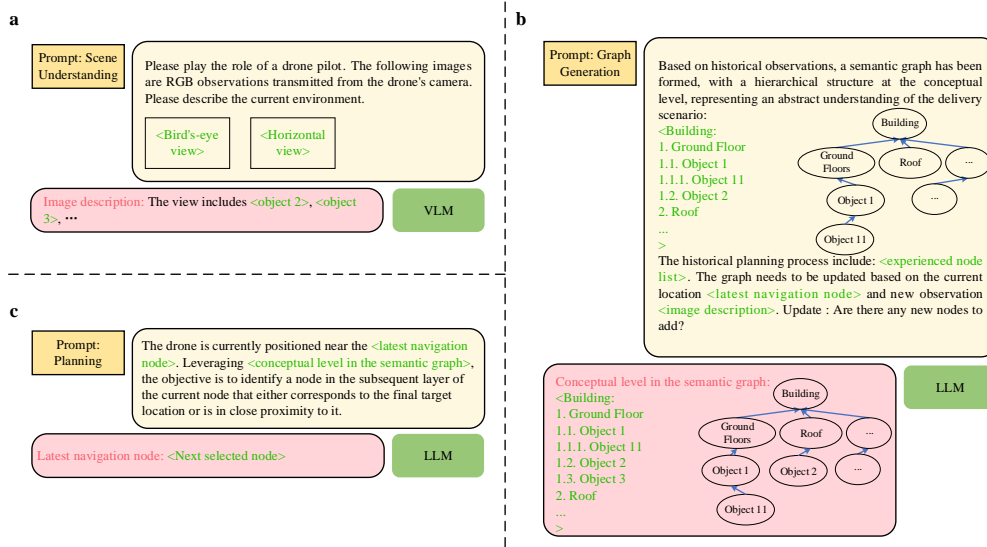 a
Prompt: Scene
Understanding
Please play the role of a drone pilot. The following images
are RGB observations transmitted from the drone's camera.
Please describe the current environment.
<Bird's-eye
view>
<Horizontal
view>
Image description: The view includes <object 2>, <object
3>, ...
VLM
c
Prompt:
Planning
The drone is currently positioned near the <latest navigation
node>. Leveraging <conceptual level in the semantic graph>,
the objective is to identify a node in the subsequent layer of
the current node that either corresponds to the final target
location or is in close proximity to it.
Latest navigation node: <Next selected node>
LLM
b
Prompt: Graph
Generation
Based on historical observations, a semantic graph has been
formed, with a hierarchical structure at the conceptual
level, representing an abstract understanding of the delivery
scenario:
<Building:
1. Ground Floor
1.1. Object 1
1.1.1. Object 11
1.2. Object 2
2. Roof
...
>
Building
Ground
Floors
Roof
...
Object 1
...
Object 11
The historical planning process include: <experienced node
list>. The graph needs to be updated based on the current
location <latest navigation node> and new observation
<image description>. Update : Are there any new nodes to
add?
Conceptual level in the semantic graph:
<Building:
1. Ground Floor
1.1. Object 1
1.1.1. Object 11
1.2. Object 2
1.3. Object 3
2. Roof
...
>
Building
Ground
Floors
Roof
...
Object 1
Object 2
...
Object 11
LLM